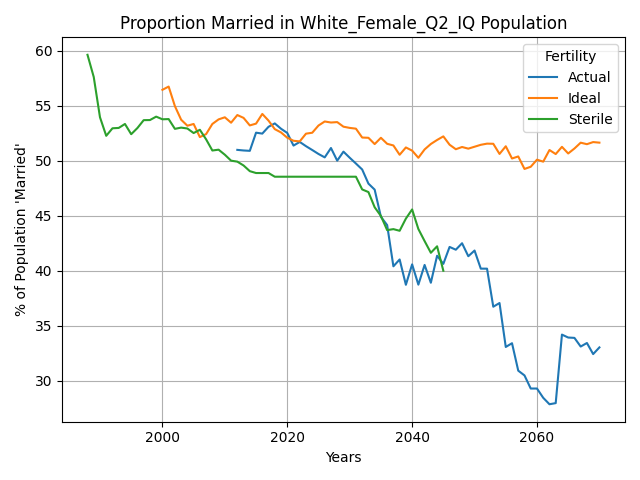 Proportion Married in White_Female_Q2_IQ Population
% of Population "Married'
60
55
50
45
40
35
30
Fertility
Actual
Ideal
Sterile
2000 2020 2040 2060
Years